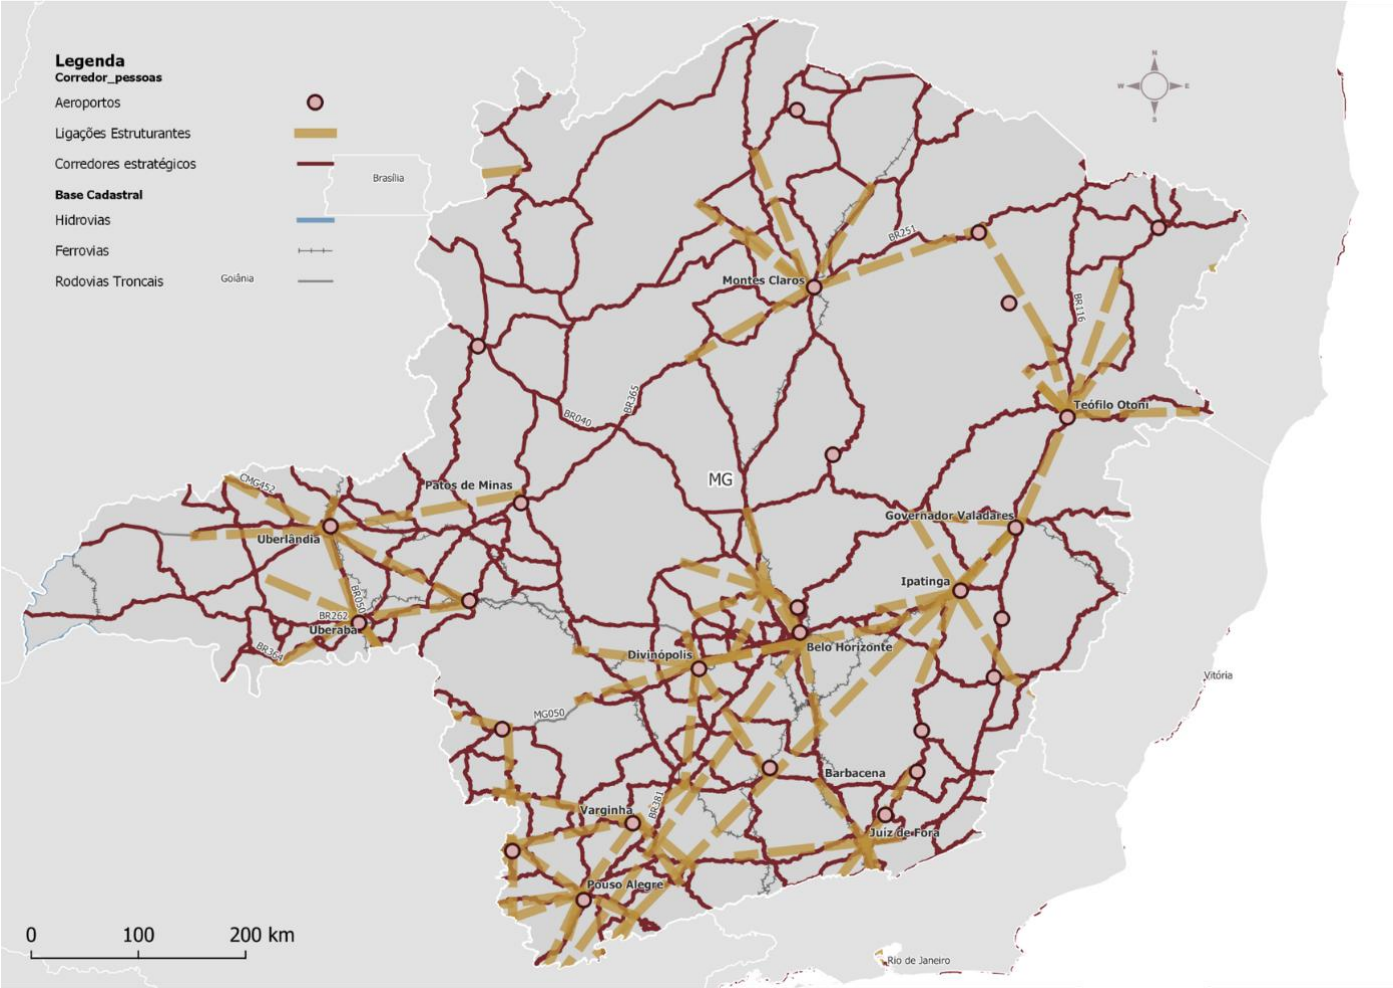 Legenda
Corredor_pessoas
Aeroportos
Ligações Estruturantes
Corredores estratégicos
Base Cadastral
Hidrovias
Ferrovias
Rodovias Troncais
Brasília
Goiânia
N
W
E
S
BR251
Montes Claros
BR116
BR365
BR040
Teófilo Otoni
MG
CMG452
Patos de Minas
Uberlândia
Governador Valadares
Ipatinga
BR050
BR262
Uberaba
BR364
Divinópolis
Belo Horizonte
Vitória
MG050
Barbacena
BR381
Varginha
Juiz de Fora
Pouso Alegre
0 100 200 km
Rio de Janeiro